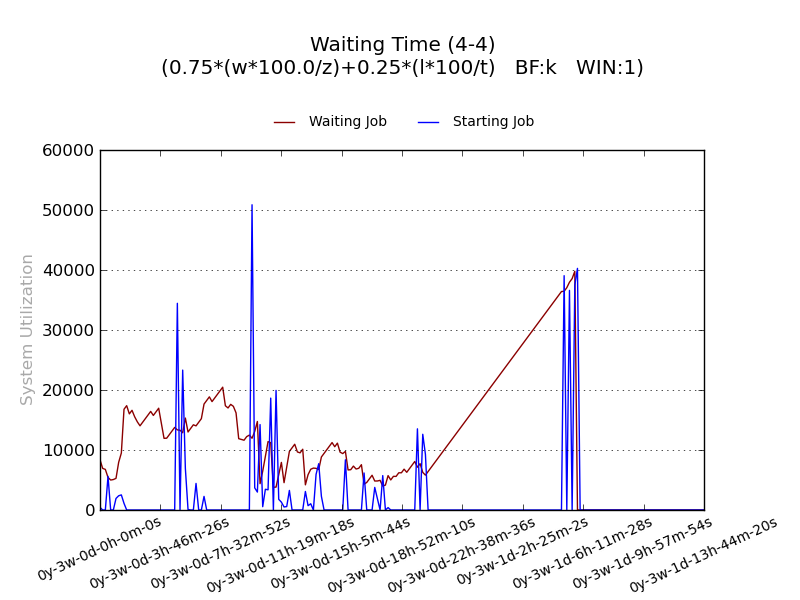 Waiting Time (4-4)
(0.75*(w*100.0/z)+0.25*(l*100/t)   BF:k   WIN:1)
Waiting Job
Starting Job
60000
50000
40000
30000
20000
10000
0
System Utilization
0y-3w-0d-0h-0m-0s
0y-3w-0d-3h-46m-26s
0y-3w-0d-7h-32m-52s
0y-3w-0d-11h-19m-18s
0y-3w-0d-15h-5m-44s
0y-3w-0d-18h-52m-10s
0y-3w-0d-22h-38m-36s
0y-3w-1d-2h-25m-2s
0y-3w-1d-6h-11m-28s
0y-3w-1d-9h-57m-54s
0y-3w-1d-13h-44m-20s